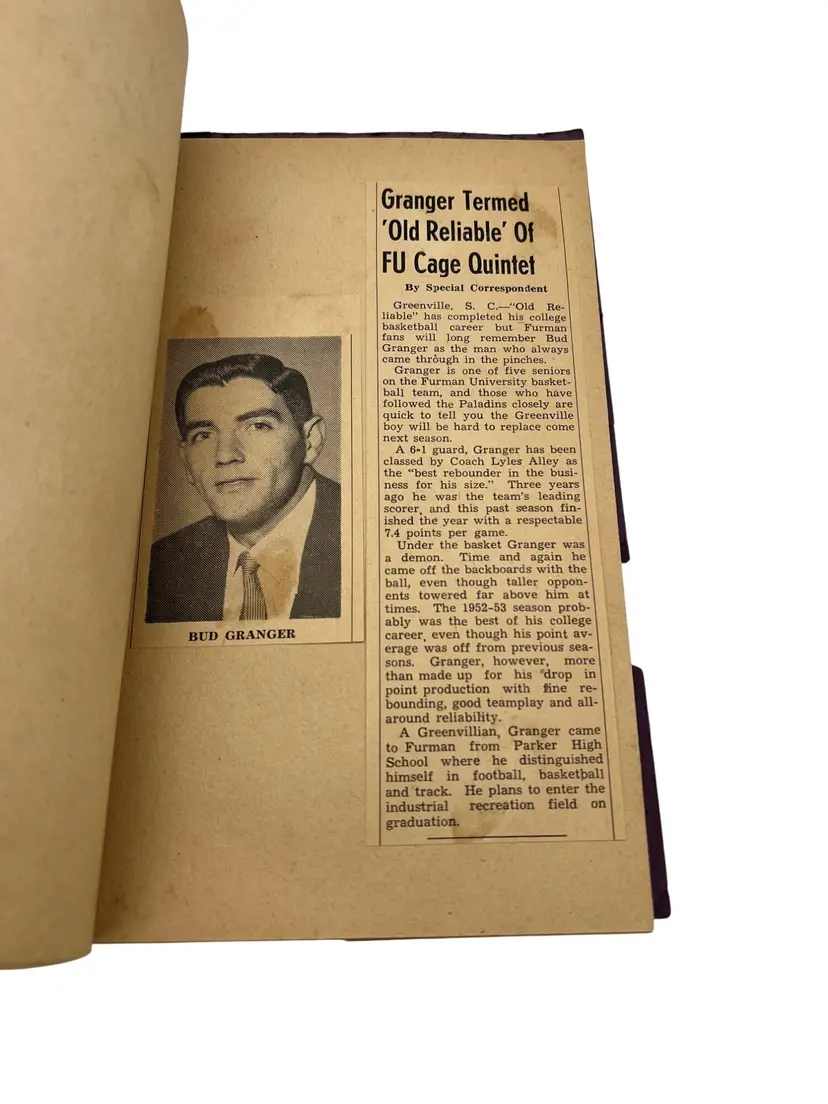 BUD GRANGER
Granger Termed
'Old Reliable' Of
FU Cage Quintet
By Special Correspondent
Greenville, S. C.—"Old Re-
liable" has completed his college
basketball career but Furman
fans will long remember Bud
Granger as the man who always
came through in the pinches.
Granger is one of five seniors
on the Furman University basket-
ball team, and those who have
followed the Paladins closely are
quick to tell you the Greenville
boy will be hard to replace come
next season.
A 6-1 guard, Granger has been
classed by Coach Lyles Alley as
the "best rebounder in the busi-
ness for his size." Three years
ago he was the team's leading
scorer, and this past season fin-
ished the year with a respectable
7.4 points per game.
Under the basket Granger was
a demon. Time and again he
came off the backboards with the
ball, even though taller oppon-
ents towered far above him at
times. The 1952-53 season prob-
ably was the best of his college
career, even though his point av-
erage was off from previous sea-
sons. Granger, however, more
than made up for his drop in
point production with fine re-
bounding, good teamplay and all-
around reliability.
A Greenvillian, Granger came
to Furman from Parker High
School where he distinguished
himself in football, basketball
and track. He plans to enter the
industrial recreation field on
graduation.